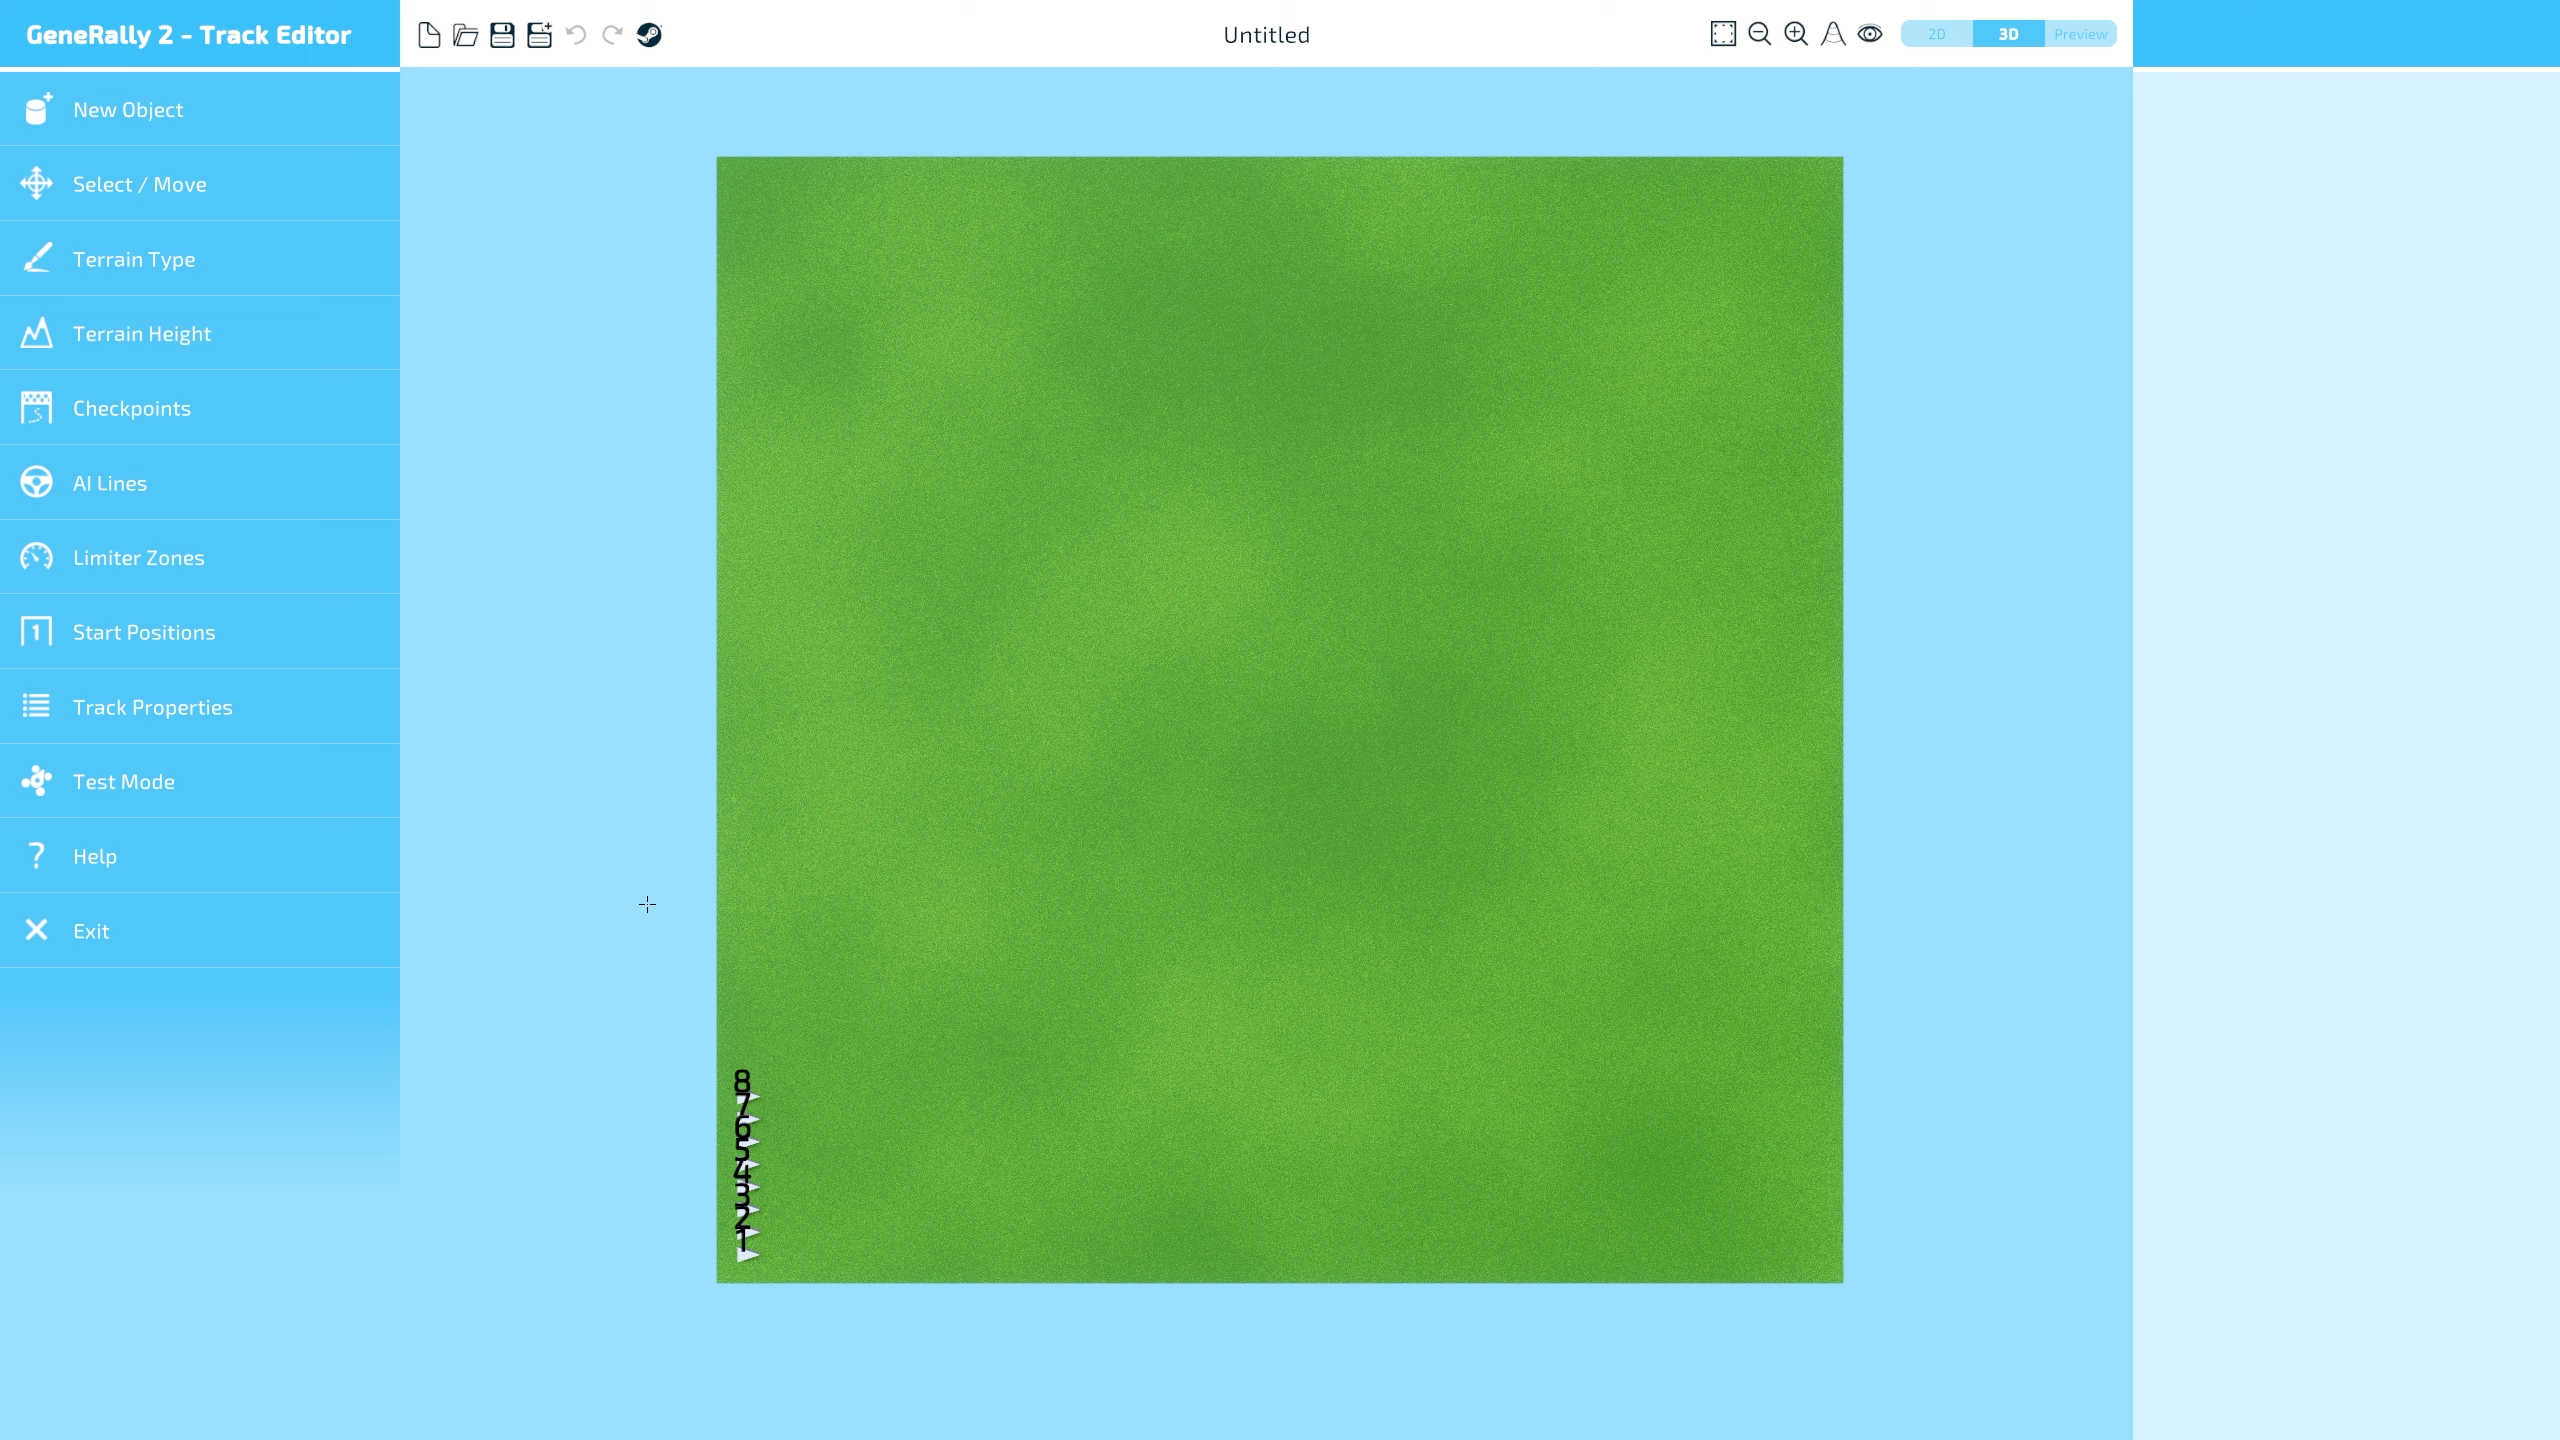 GeneRally 2 - Track Editor
Untitled
2D
3D
Preview
New Object
Select / Move
Terrain Type
Terrain Height
Checkpoints
AI Lines
Limiter Zones
1
Start Positions
Track Properties
Test Mode
?
Help
Exit
8
7
6
5
4
3
2
1